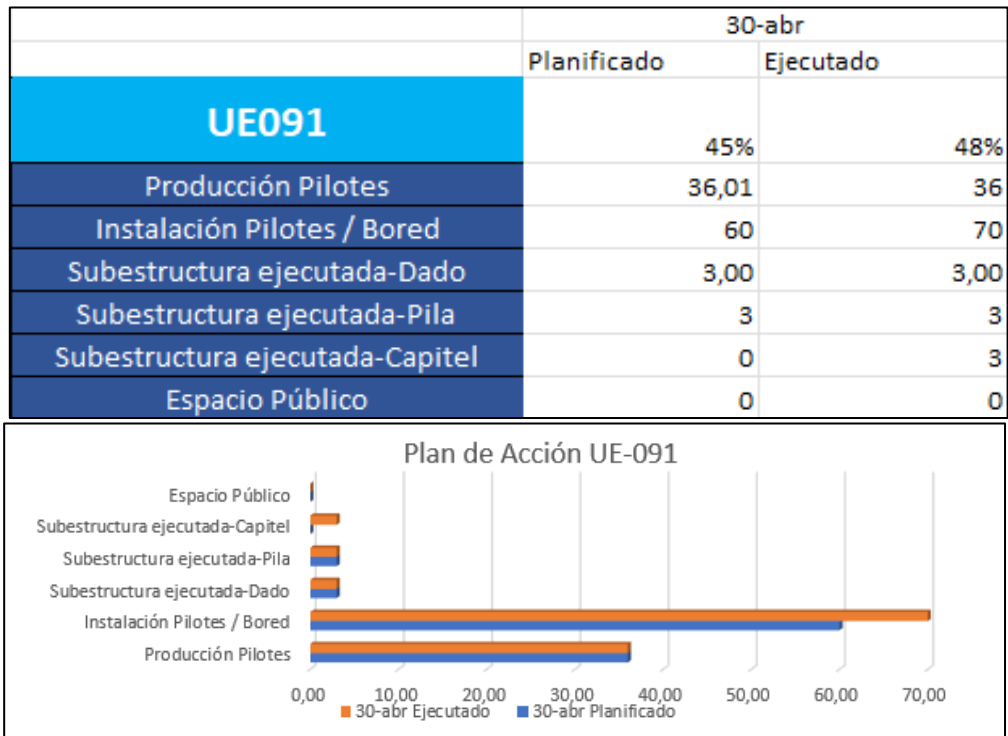 30-abr
Planificado Ejecutado
UE091 45% 48%
Producción Pilotes 36,01 36
Instalación Pilotes / Bored 60 70
Subestructura ejecutada-Dado 3,00 3,00
Subestructura ejecutada-Pila 3 3
Subestructura ejecutada-Capitel 0 3
Espacio Público 0 0
Plan de Acción UE-091
Espacio Público
Subestructura ejecutada-Capitel
Subestructura ejecutada-Pila
Subestructura ejecutada-Dado
Instalación Pilotes / Bored
Producción Pilotes
0,00 10,00 20,00 30,00 40,00 50,00 60,00 70,00
30-abr Ejecutado 30-abr Planificado